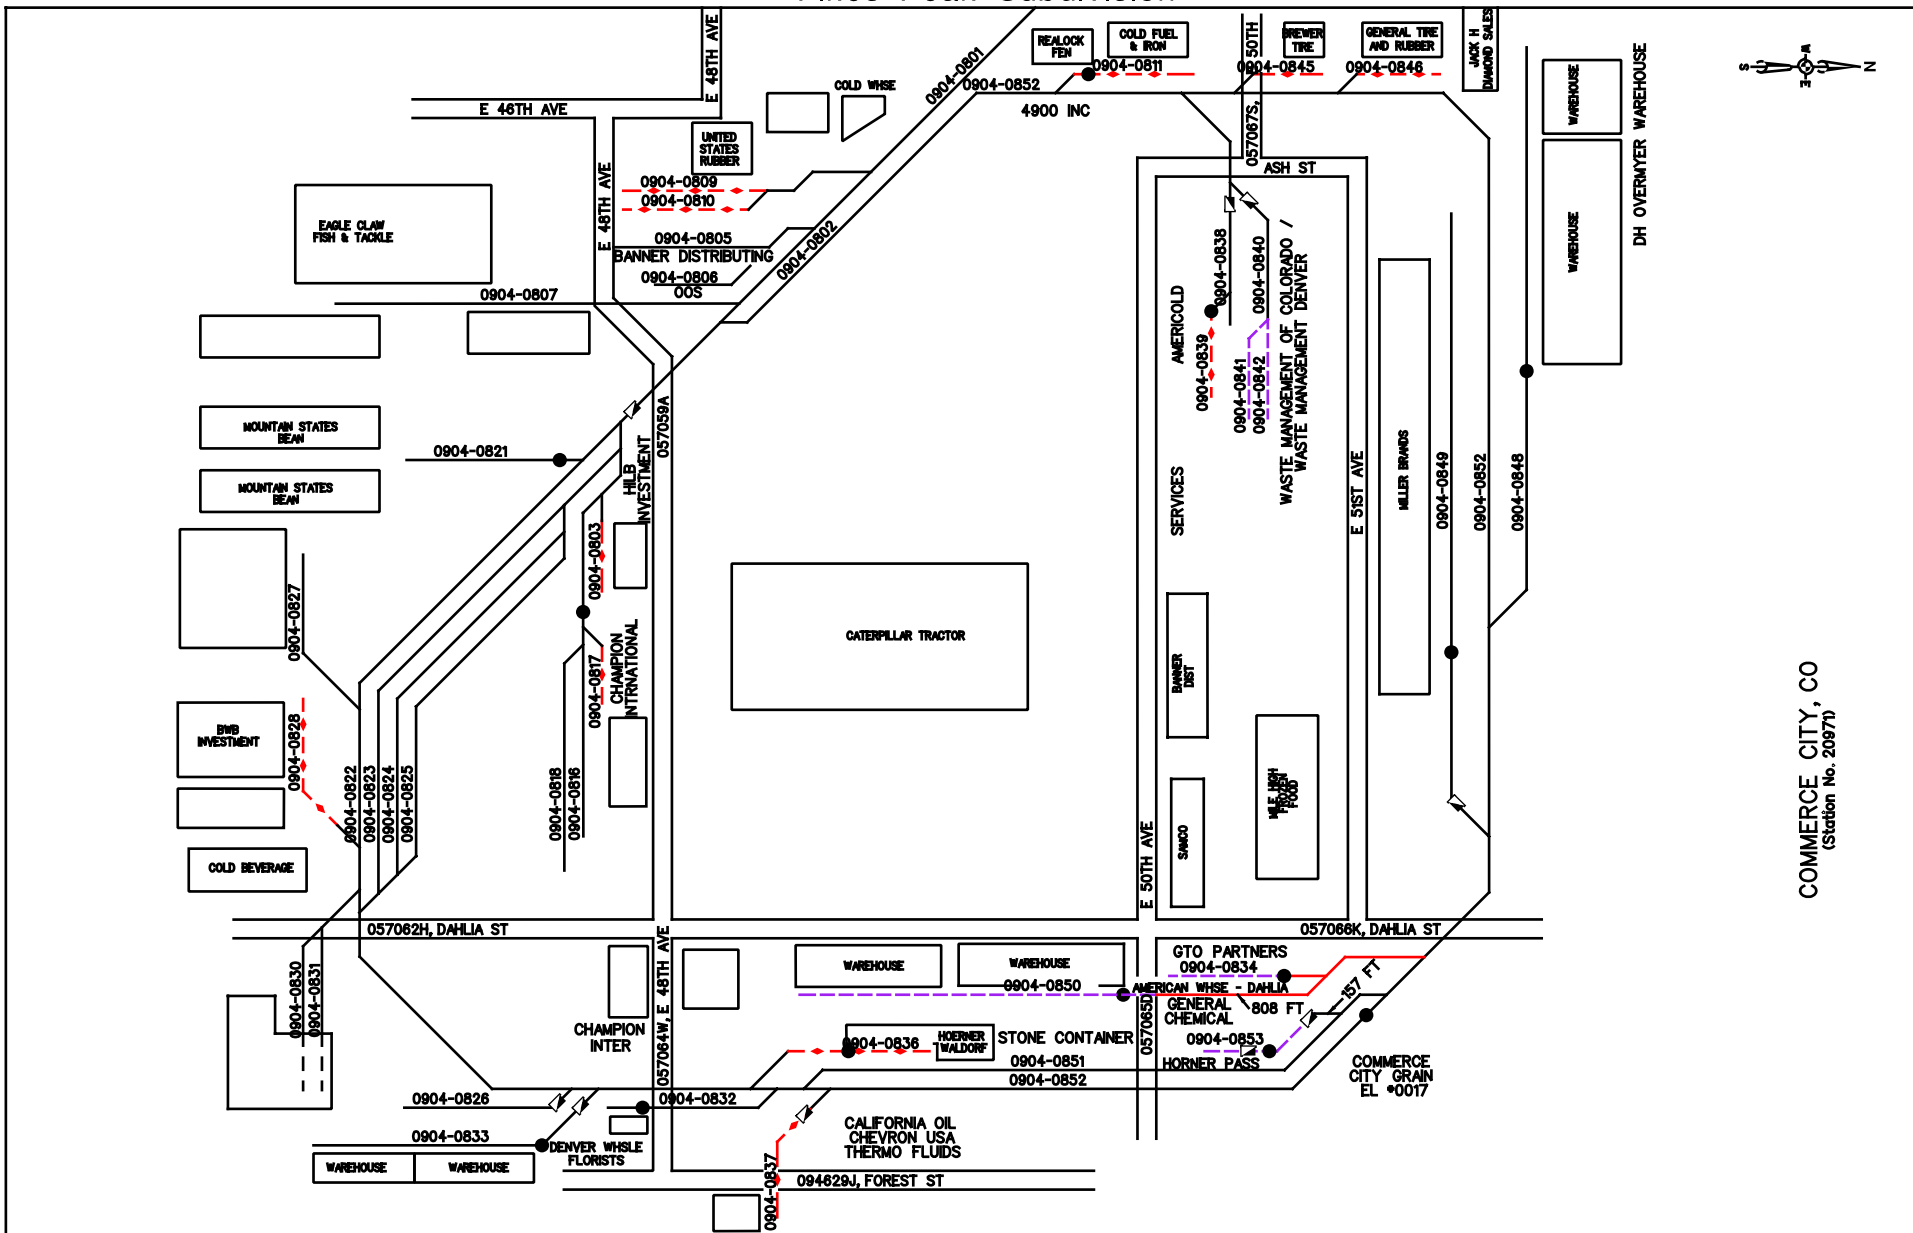 E 48TH AVE
E 46TH AVE
COLD WHSE
UNITED
STATES
RUBBER
0904-0801
0904-0852
REALOCK
FEN
COLD FUEL
& IRON
0904-0811
4900 INC
E 50TH
057067S,
BREWER
TIRE
0904-0845
GENERAL TIRE
AND RUBBER
0904-0846
JACK H
DIAMOND SALES
WAREHOUSE
WAREHOUSE
DH OVERMYER WAREHOUSE
S
W
E
N
EAGLE CLAW
FISH & TACKLE
E 48TH AVE
0904-0809
0904-0810
0904-0805
BANNER DISTRIBUTING
0904-0806
OOS
0904-0807
0904-0802
ASH ST
0904-0838
0904-0840
AMERICOLD
SERVICES
0904-0839
0904-0841
0904-0842
WASTE MANAGEMENT OF COLORADO /
WASTE MANAGEMENT DENVER
E 51ST AVE
MILLER BRANDS
0904-0849
0904-0852
0904-0848
MOUNTAIN STATES
BEAN
MOUNTAIN STATES
BEAN
0904-0821
057059A
HILB
INVESTMENT
0904-0803
0904-0827
CATERPILLAR TRACTOR
CHAMPION
INTRNATIONAL
0904-0817
0904-0818
0904-0816
BWB
INVESTMENT
0904-0828
0904-0822
0904-0823
0904-0824
0904-0825
COLD BEVERAGE
BANNER
DIST
SAMCO
MILE HIGH
FROZEN
FOOD
E 50TH AVE
COMMERCE CITY, CO
(Station No. 20971)
057062H, DAHLIA ST
057066K, DAHLIA ST
0904-0830
0904-0831
CHAMPION
INTER
057064W, E 48TH AVE
WAREHOUSE
WAREHOUSE
0904-0850
GTO PARTNERS
0904-0834
AMERICAN WHSE - DAHLIA
GENERAL
CHEMICAL
808 FT
157 FT
057065D
0904-0853
HORNER PASS
0904-0836
HOERNER
WALDORF
STONE CONTAINER
0904-0851
0904-0852
COMMERCE
CITY GRAIN
EL #0017
0904-0826
0904-0832
0904-0833
WAREHOUSE
WAREHOUSE
DENVER WHSLE
FLORISTS
CALIFORNIA OIL
CHEVRON USA
THERMO FLUIDS
0904-0837
094629J, FOREST ST